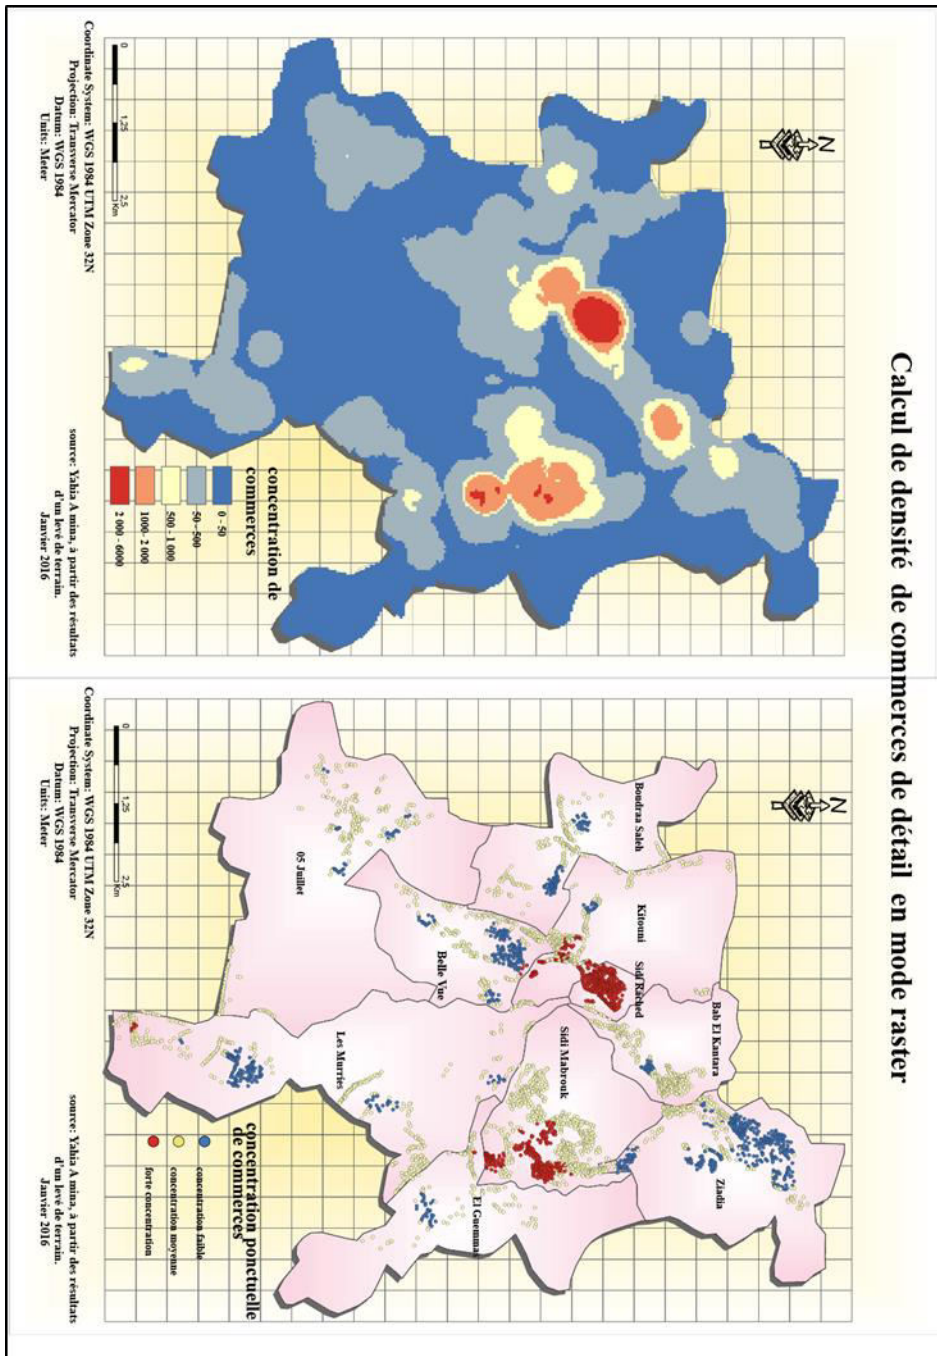 Calcul de densité de commerces de détail en mode raster
N
0
1,25
2,5
Km
Coordinate System: WGS 1984 UTM Zone 32N
Projection: Transverse Mercator
Datum: WGS 1984
Units: Meter
concentration de
commerces
0 - 50
50 - 500
500 - 1 000
1000- 2 000
2 000 - 6000
source: Yahia A mina, à partir des résultats
d'un levé de terrain.
Janvier 2016
N
Boudraa Saleh
Kitouni
Sidi Rached
Bab El Kantara
Ziadia
Sidi Mabrouk
El Guemmas
Belle Vue
05 Juillet
Les Murriers
0
1,25
2,5
Km
Coordinate System: WGS 1984 UTM Zone 32N
Projection: Transverse Mercator
Datum: WGS 1984
Units: Meter
concentration ponctuelle
de commerces
concentration faible
concentration moyenne
forte concentration
source: Yahia A mina, à partir des résultats
d'un levé de terrain.
Janvier 2016